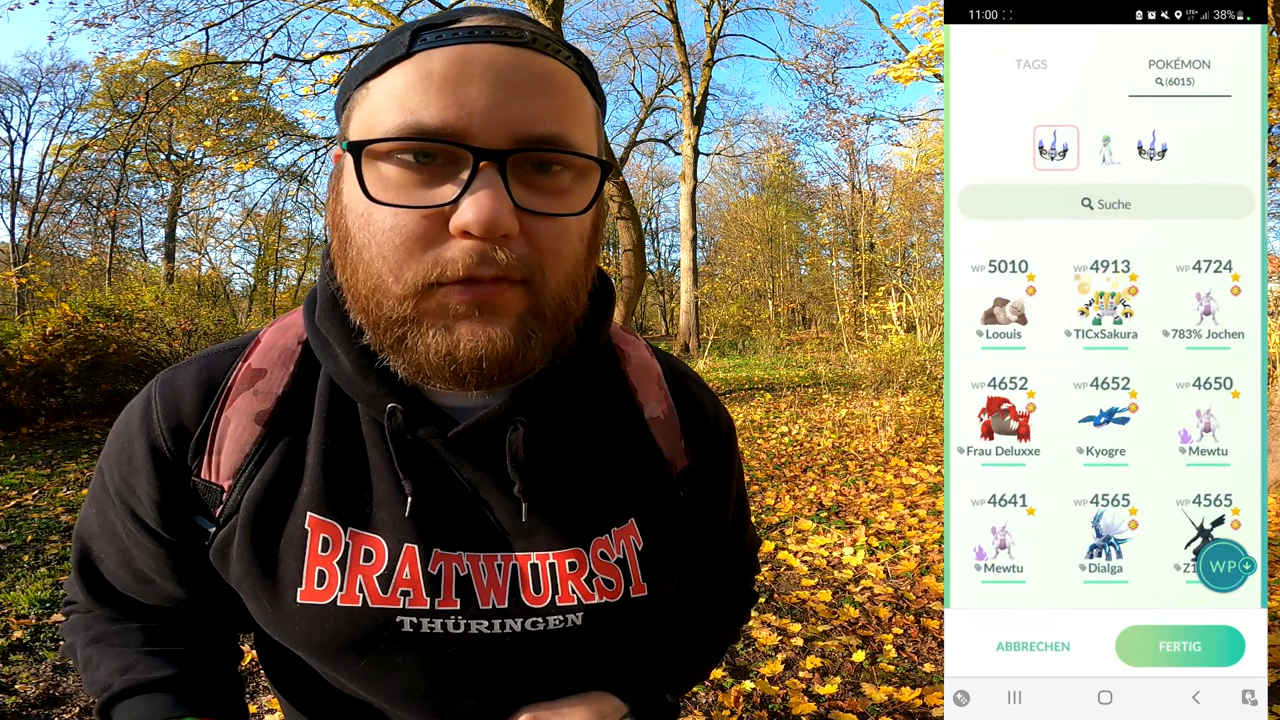 BRATWURST
THÜRINGEN
11:00
LTE+
38%
TAGS
POKÉMON
(6015)
Suche
WP 5010
WP 4913
WP 4724
Loouis
TICxSakura
783% Jochen
WP 4652
WP 4652
WP 4650
Frau Deluxxe
Kyogre
Mewtu
WP 4641
WP 4565
WP 4565
Mewtu
Dialga
WP
ABBRECHEN
FERTIG